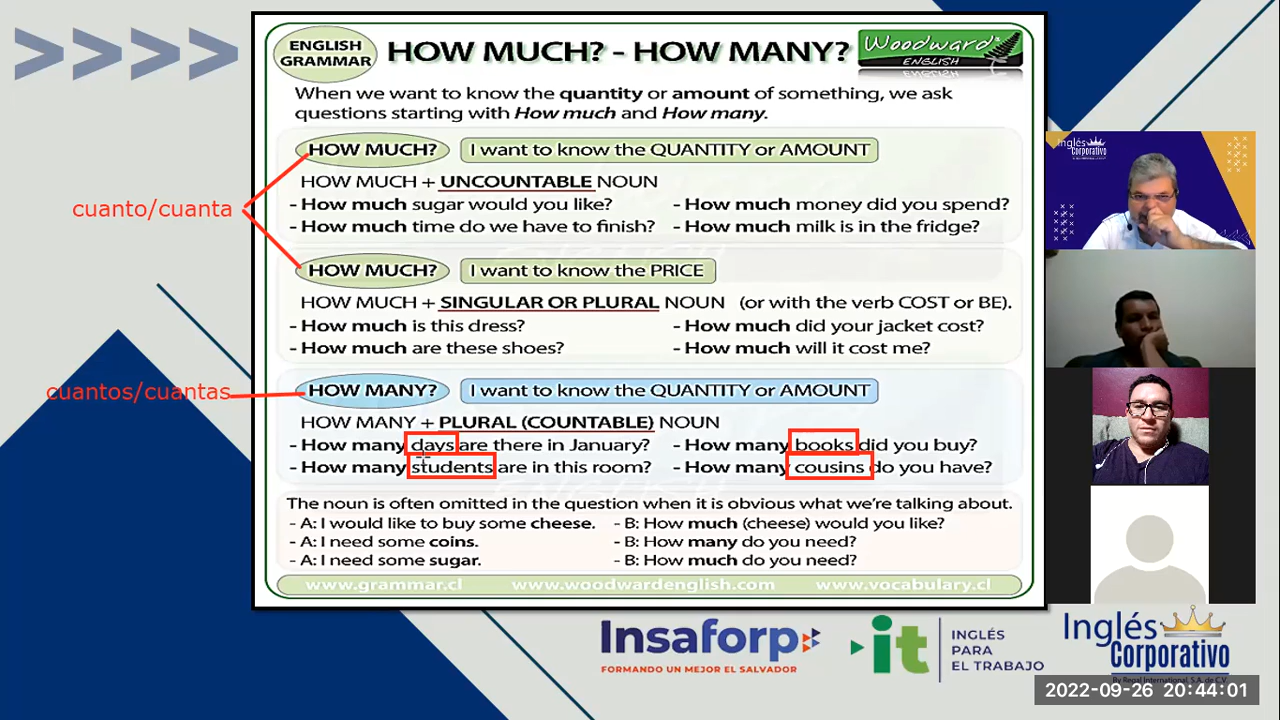 >>>>
ENGLISH
GRAMMAR
HOW MUCH? - HOW MANY?
Woodward
ENGLISH
When we want to know the quantity or amount of something, we ask
questions starting with How much and How many.
HOW MUCH? I want to know the QUANTITY or AMOUNT
HOW MUCH + UNCOUNTABLE NOUN
- How much sugar would you like? - How much money did you spend?
- How much time do we have to finish? - How much milk is in the fridge?
cuanto/cuanta
HOW MUCH? I want to know the PRICE
HOW MUCH + SINGULAR OR PLURAL NOUN (or with the verb COST or BE).
- How much is this dress? - How much did your jacket cost?
- How much are these shoes? - How much will it cost me?
cuantos/cuantas
HOW MANY? I want to know the QUANTITY or AMOUNT
HOW MANY + PLURAL (COUNTABLE) NOUN
- How many days are there in January? - How many books did you buy?
- How many students are in this room? - How many cousins do you have?
The noun is often omitted in the question when it is obvious what we're talking about.
- A: I would like to buy some cheese. - B: How much (cheese) would you like?
- A: I need some coins. - B: How many do you need?
- A: I need some sugar. - B: How much do you need?
www.grammar.cl www.woodwardenglish.com www.vocabulary.cl
Inglés
Corporativo
Insaforp
FORMANDO UN MEJOR EL SALVADOR
it
INGLÉS
PARA
EL TRABAJO
Inglés
Corporativo
By Regal International, S.A. de C.V.
2022-09-26 20:44:01